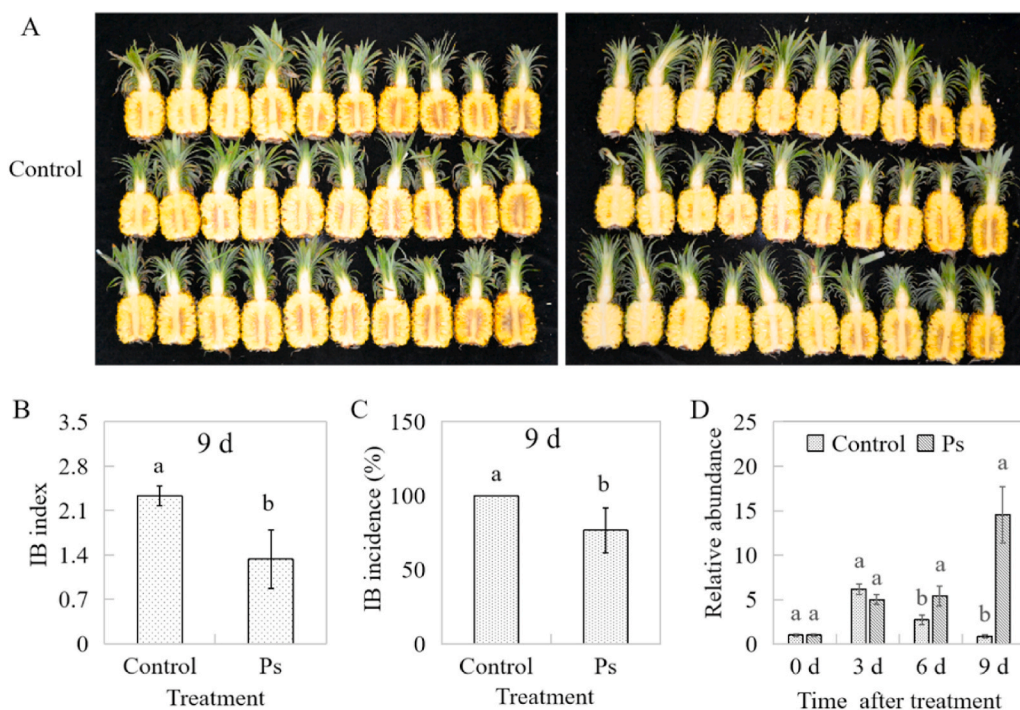 A
Control
B
3.5
2.8
2.1
1.4
0.7
0
IB index
9 d
a
b
Control
Ps
Treatment
C
150
100
50
0
IB incidence (%)
9 d
a
b
Control
Ps
Treatment
D
25
20
15
10
5
0
Relative abundance
Control
Ps
a
a
a
a
b
a
b
a
0 d
3 d
6 d
9 d
Time after treatment